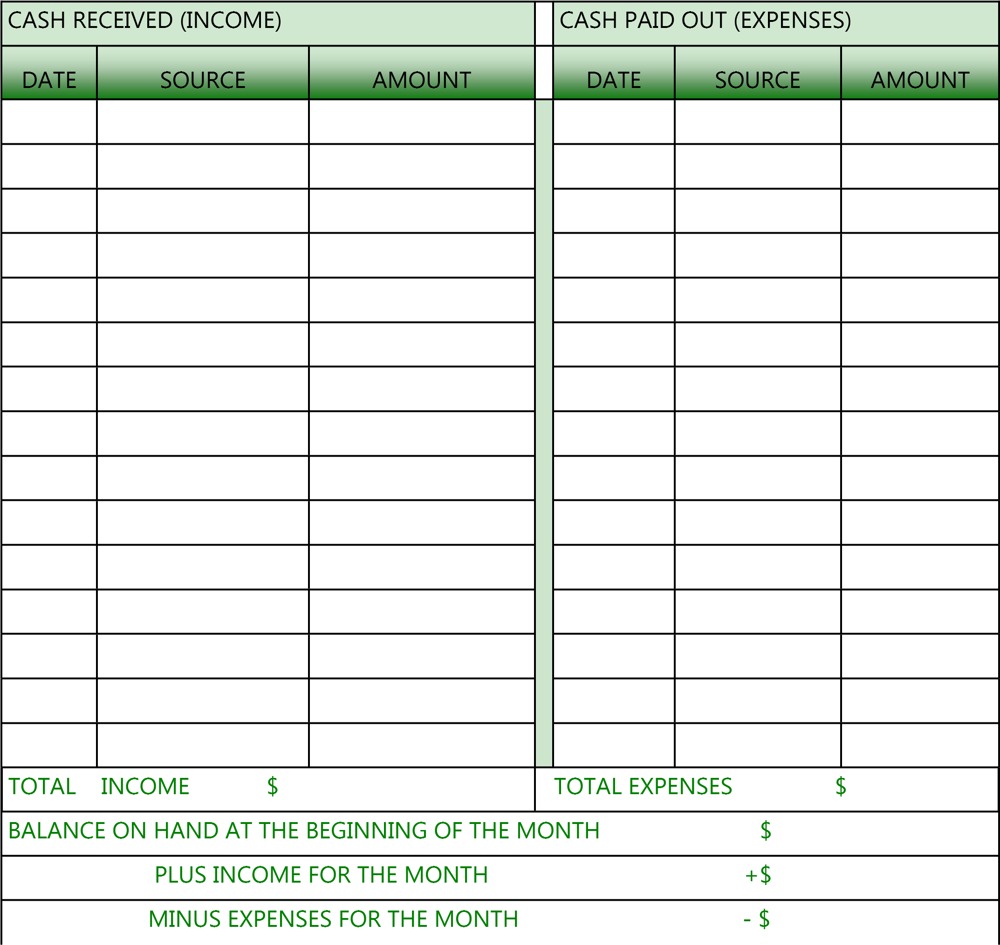 CASH RECEIVED (INCOME) CASH PAID OUT (EXPENSES)
DATE SOURCE AMOUNT DATE SOURCE AMOUNT
TOTAL INCOME $ TOTAL EXPENSES $
BALANCE ON HAND AT THE BEGINNING OF THE MONTH $
PLUS INCOME FOR THE MONTH +$
MINUS EXPENSES FOR THE MONTH - $